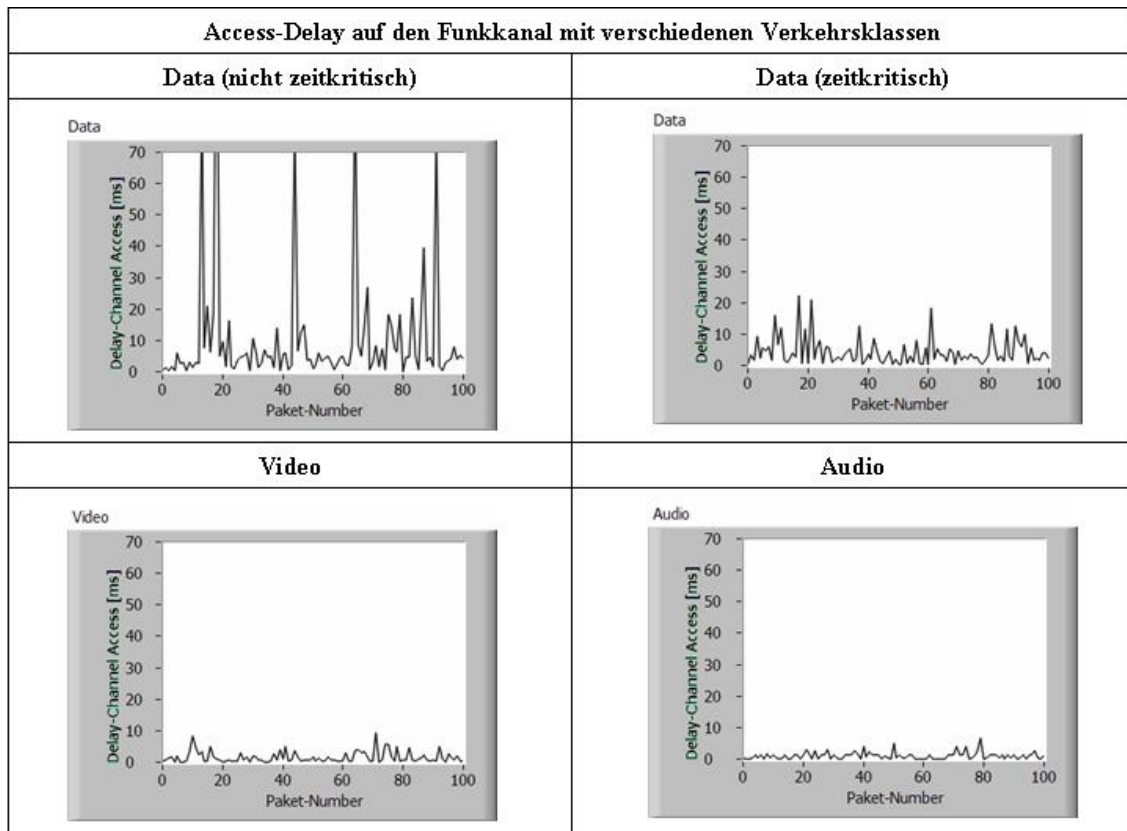 Access-Delay auf den Funkkanal mit verschiedenen Verkehrsklassen
Data (nicht zeitkritisch)
Data (zeitkritisch)
Data
Delay-Channel Access [ms]
70
60
50
40
30
20
10
0
0 20 40 60 80 100
Paket-Number
Data
Delay-Channel Access [ms]
70
60
50
40
30
20
10
0
0 20 40 60 80 100
Paket-Number
Video
Audio
Video
Delay-Channel Access [ms]
70
60
50
40
30
20
10
0
0 20 40 60 80 100
Paket-Number
Audio
Delay-Channel Access [ms]
70
60
50
40
30
20
10
0
0 20 40 60 80 100
Paket-Number